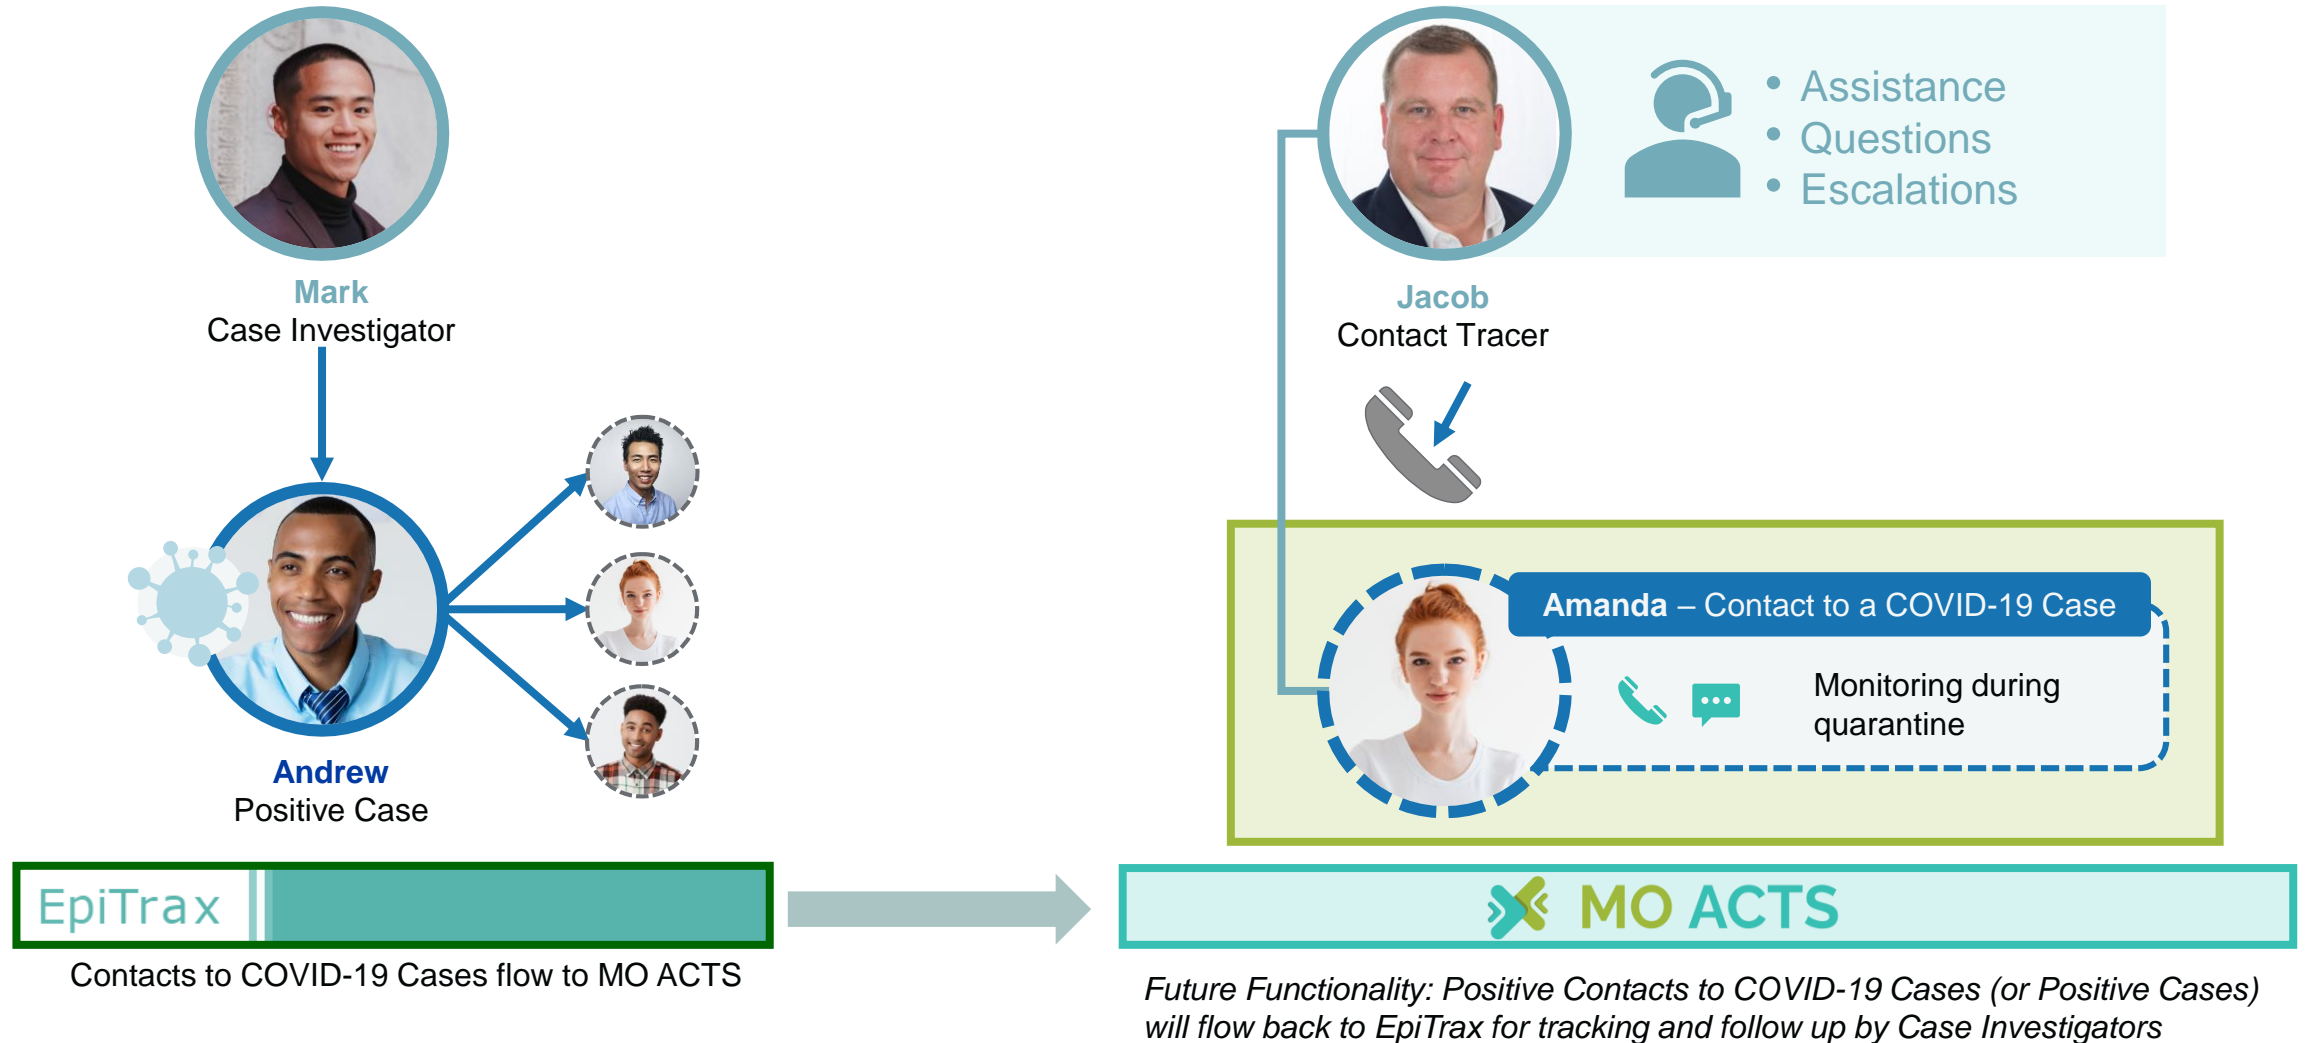 Mark
Case Investigator
Andrew
Positive Case
EpiTrax
Contacts to COVID-19 Cases flow to MO ACTS
• Assistance
• Questions
• Escalations
Jacob
Contact Tracer
Amanda – Contact to a COVID-19 Case
Monitoring during
quarantine
MO ACTS
Future Functionality: Positive Contacts to COVID-19 Cases (or Positive Cases)
will flow back to EpiTrax for tracking and follow up by Case Investigators